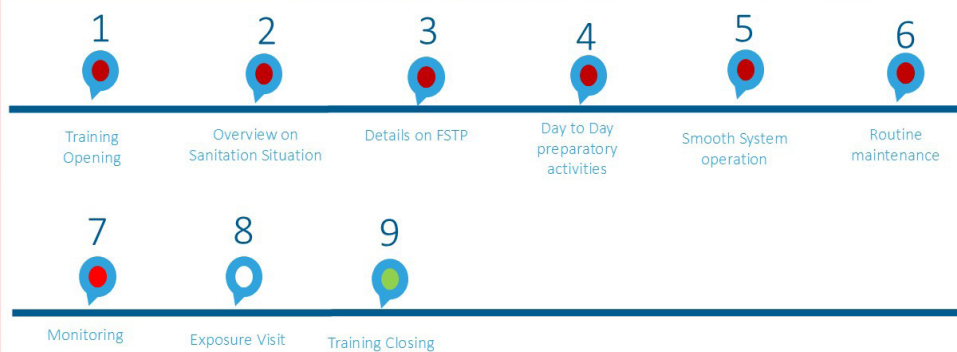 1 2 3 4 5 6
Training
Opening
Overview on
Sanitation Situation
Details on FSTP
Day to Day
preparatory
activities
Smooth System
operation
Routine
maintenance
7 8 9
Monitoring
Exposure Visit
Training Closing